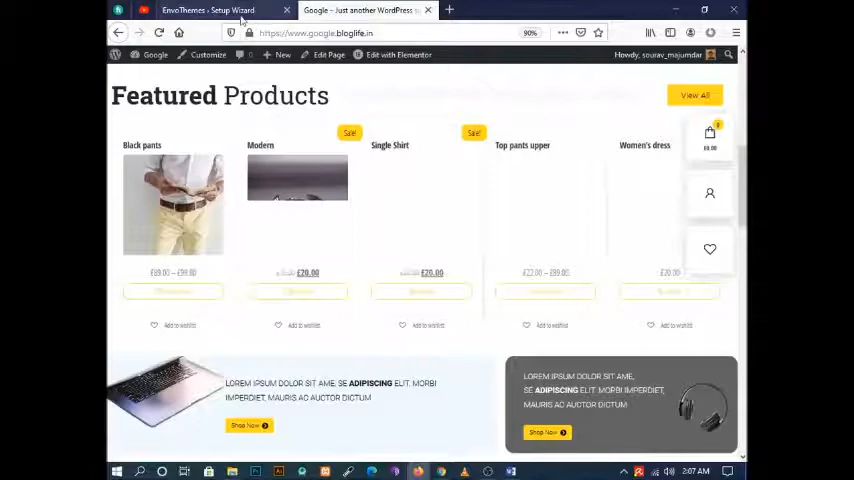 EnvoThemes › Setup Wizard
Google – Just another WordPress s
https://www.google.bloglife.in
90%
Google
Customize
0
New
Edit Page
Edit with Elementor
Howdy, sourav_majumdar
Featured Products
View All
0
£0.00
Black pants
Modern
Sale!
Single Shirt
Sale!
Top pants upper
Women's dress
£89.00 – £99.00
£20.00
£20.00
£22.00 – £89.00
£20.00
Add to wishlist
Add to wishlist
Add to wishlist
Add to wishlist
Add to wishlist
LOREM IPSUM DOLOR SIT AME, SE ADIPISCING ELIT. MORBI
IMPERDIET, MAURIS AC AUCTOR DICTUM
Shop Now
LOREM IPSUM DOLOR SIT AME,
SE ADIPISCING ELIT. MORBI IMPERDIET,
MAURIS AC AUCTOR DICTUM
Shop Now
2:07 AM